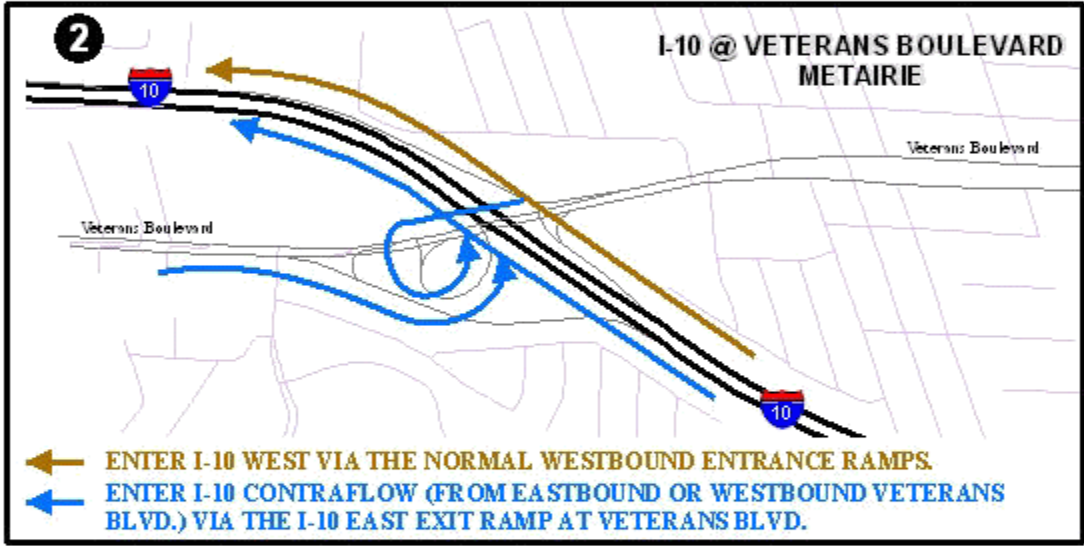 2
I-10 @ VETERANS BOULEVARD
METAIRIE
10
Veterans Boulevard
Veterans Boulevard
10
ENTER I-10 WEST VIA THE NORMAL WESTBOUND ENTRANCE RAMPS.
ENTER I-10 CONTRAFLOW (FROM EASTBOUND OR WESTBOUND VETERANS
BLVD.) VIA THE I-10 EAST EXIT RAMP AT VETERANS BLVD.